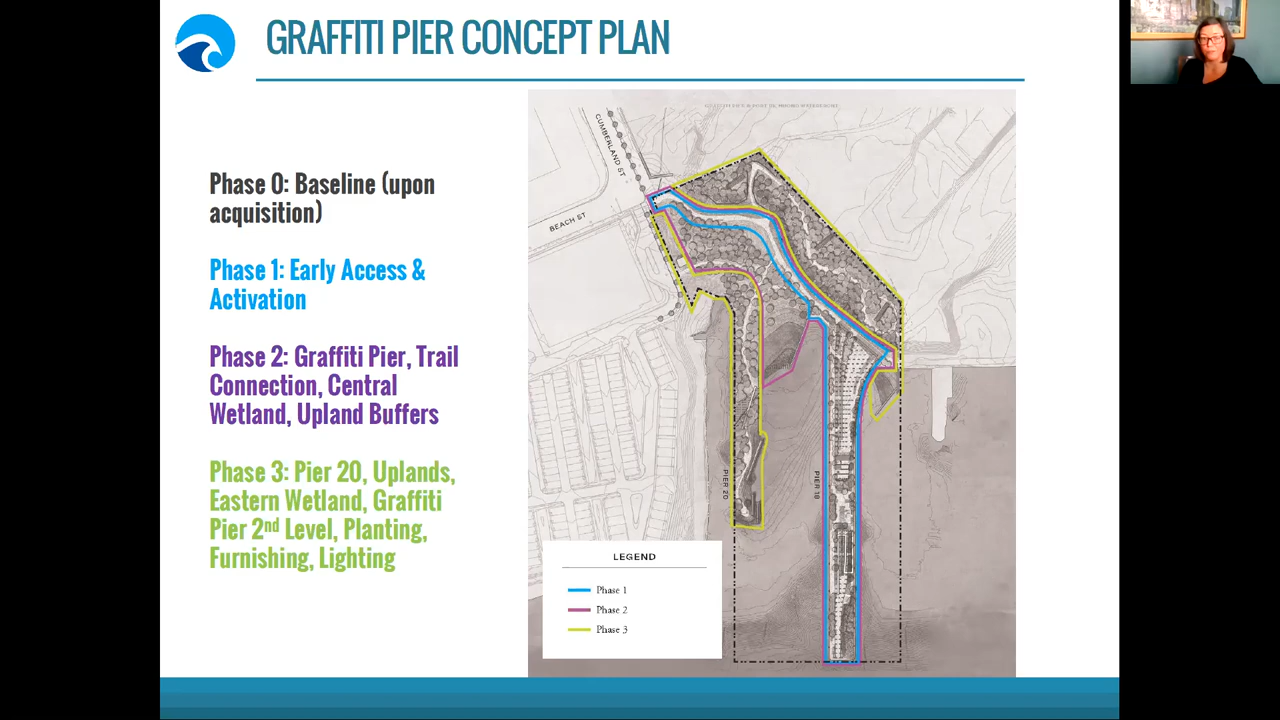 GRAFFITI PIER CONCEPT PLAN
Phase 0: Baseline (upon
acquisition)
Phase 1: Early Access &
Activation
Phase 2: Graffiti Pier, Trail
Connection, Central
Wetland, Upland Buffers
Phase 3: Pier 20, Uplands,
Eastern Wetland, Graffiti
Pier 2nd Level, Planting,
Furnishing, Lighting
CUMBERLAND ST
BEACH ST
PIER 20
PIER 18
LEGEND
Phase 1
Phase 2
Phase 3